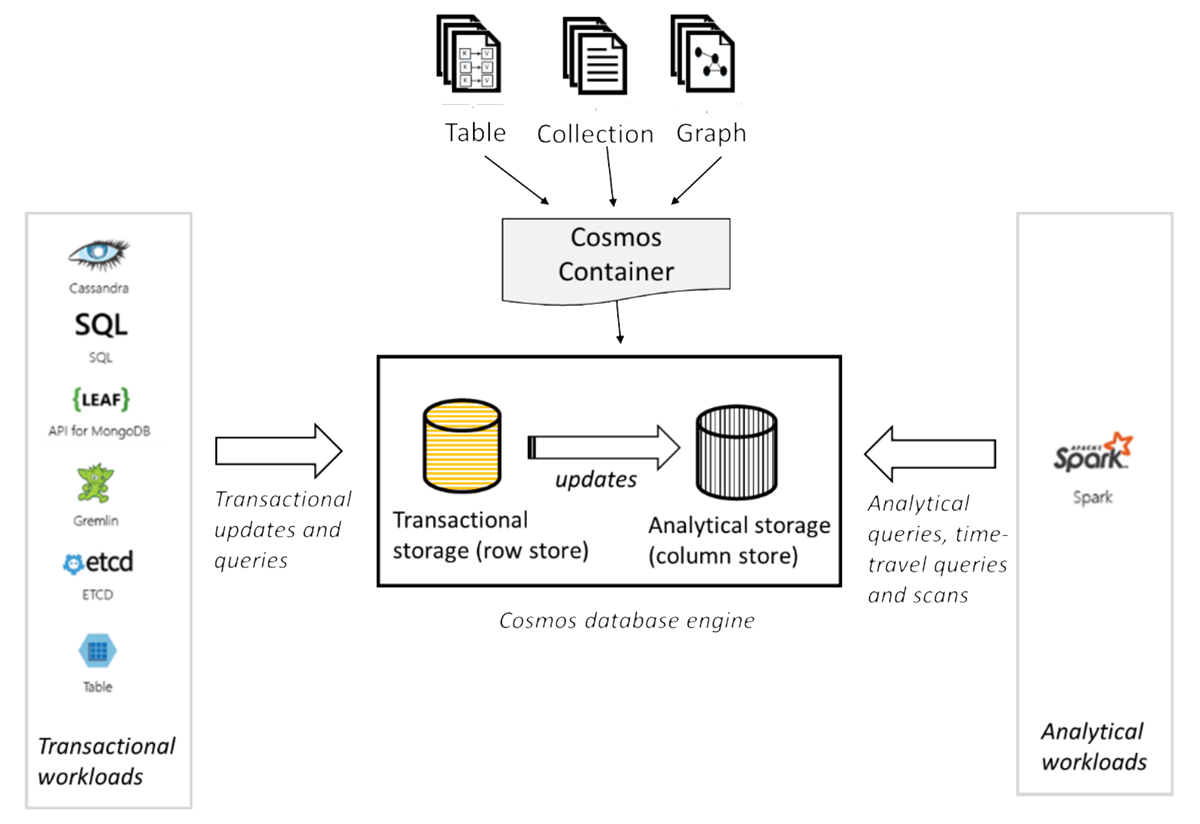 K V
K V
K V
Table
Collection
Graph
Cosmos
Container
Cassandra
SQL
SQL
{LEAF}
API for MongoDB
Gremlin
etcd
ETCD
Table
Transactional
workloads
Transactional
updates and
queries
updates
Transactional
storage (row store)
Analytical storage
(column store)
Cosmos database engine
Analytical
queries, time-
travel queries
and scans
APACHE
Spark
Spark
Analytical
workloads